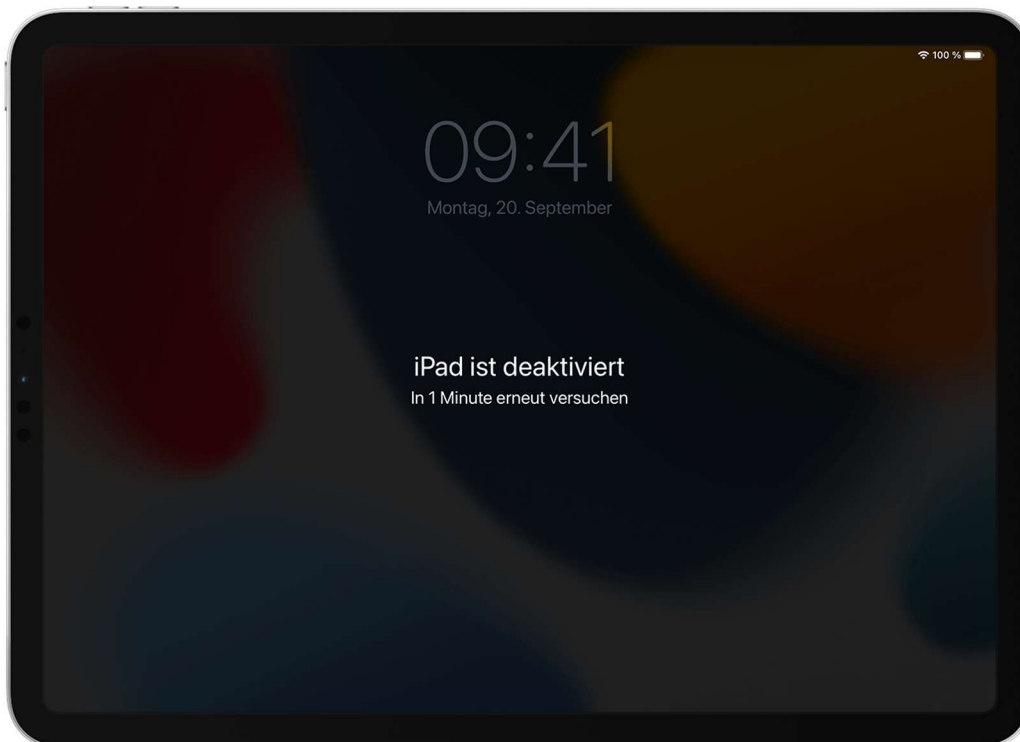 100 %
09:41
Montag, 20. September
iPad ist deaktiviert
In 1 Minute erneut versuchen